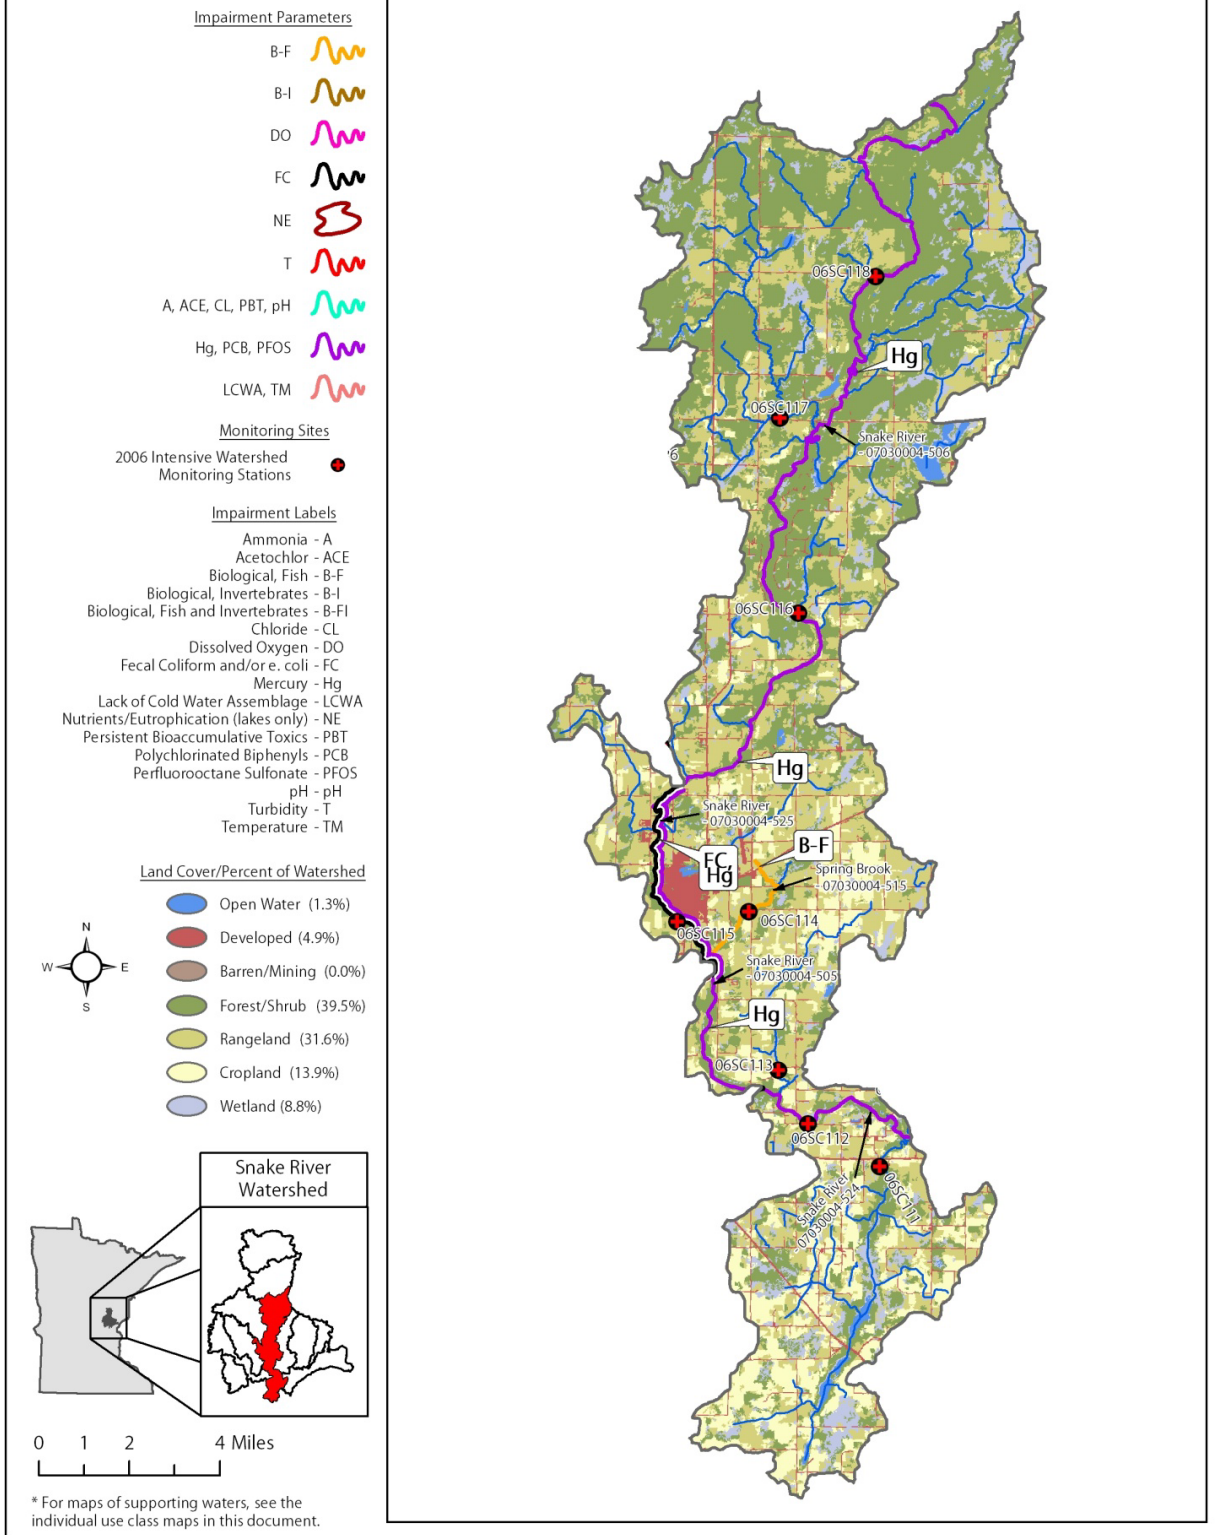 Impairment Parameters
B-F
B-I
DO
FC
NE
T
A, ACE, CL, PBT, pH
Hg, PCB, PFOS
LCWA, TM
Monitoring Sites
2006 Intensive Watershed
Monitoring Stations
Impairment Labels
Ammonia - A
Acetochlor - ACE
Biological, Fish - B-F
Biological, Invertebrates - B-I
Biological, Fish and Invertebrates - B-FI
Chloride - CL
Dissolved Oxygen - DO
Fecal Coliform and/or e. coli - FC
Mercury - Hg
Lack of Cold Water Assemblage - LCWA
Nutrients/Eutrophication (lakes only) - NE
Persistent Bioaccumulative Toxics - PBT
Polychlorinated Biphenyls - PCB
Perfluorooctane Sulfonate - PFOS
pH - pH
Turbidity - T
Temperature - TM
Land Cover/Percent of Watershed
Open Water (1.3%)
Developed (4.9%)
Barren/Mining (0.0%)
Forest/Shrub (39.5%)
Rangeland (31.6%)
Cropland (13.9%)
Wetland (8.8%)
N
W
E
S
Snake River
Watershed
0 1 2 4 Miles
* For maps of supporting waters, see the
individual use class maps in this document.
06SC118
Hg
06SC117
Snake River
- 07030004-506
6
06SC116
Hg
Snake River
- 07030004-525
B-F
FC,
Hg
Spring Brook
- 07030004-515
06SC114
06SC115
Snake River
- 07030004-505
Hg
06SC113
06SC112
06SC111
Snake River
- 07030004-524